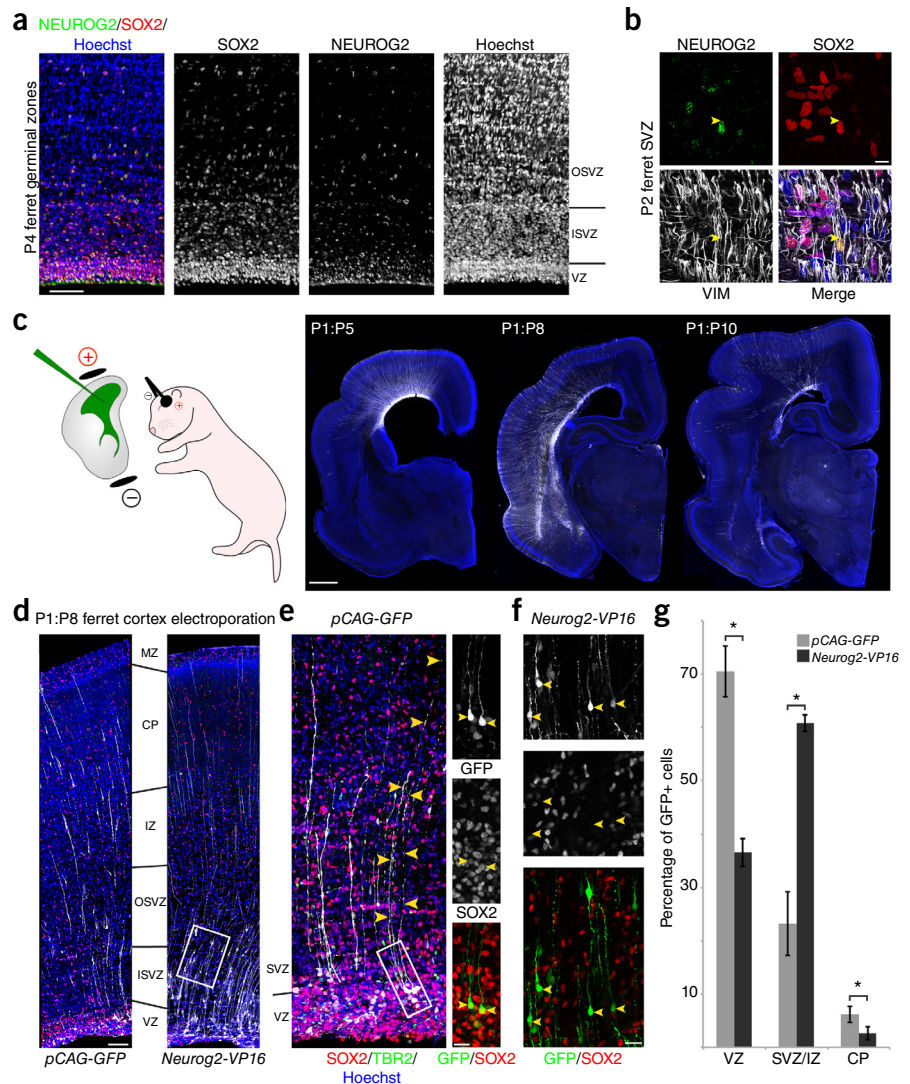 a
NEUROG2/SOX2/
Hoechst
SOX2
NEUROG2
Hoechst
P4 ferret germinal zones
OSVZ
ISVZ
VZ
b
NEUROG2
SOX2
P2 ferret SVZ
VIM
Merge
c
+
−
−
+
P1:P5
P1:P8
P1:P10
d
P1:P8 ferret cortex electroporation
MZ
CP
IZ
OSVZ
ISVZ
VZ
pCAG-GFP
Neurog2-VP16
e
pCAG-GFP
SVZ
VZ
SOX2/TBR2/
Hoechst
GFP
SOX2
GFP/SOX2
f
Neurog2-VP16
GFP/SOX2
g
pCAG-GFP
Neurog2-VP16
*
*
*
Percentage of GFP+ cells
70
50
30
10
VZ
SVZ/IZ
CP